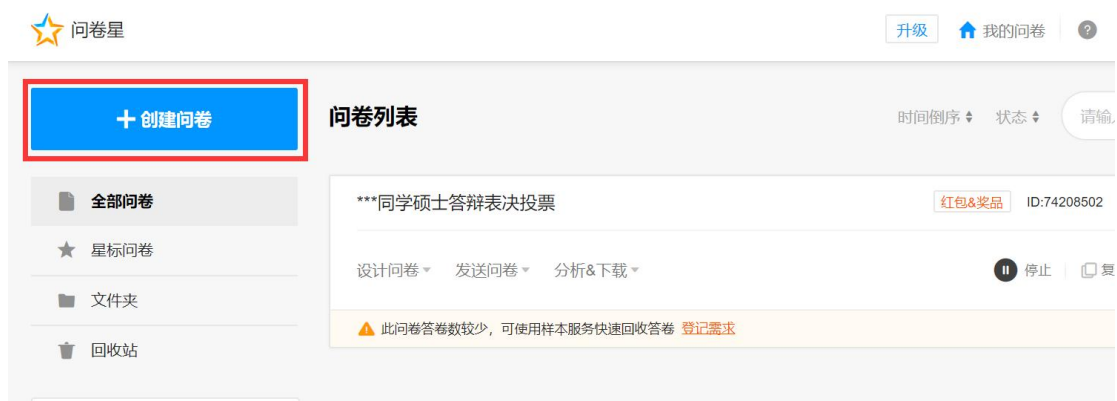 问卷星
升级 我的问卷 ?
+ 创建问卷
问卷列表
时间倒序 状态 请输
全部问卷
星标问卷
文件夹
回收站
***同学硕士答辩表决投票
红包&奖品 ID:74208502
设计问卷 发送问卷 分析&下载
停止 复
此问卷答卷数较少，可使用样本服务快速回收答卷 登记需求